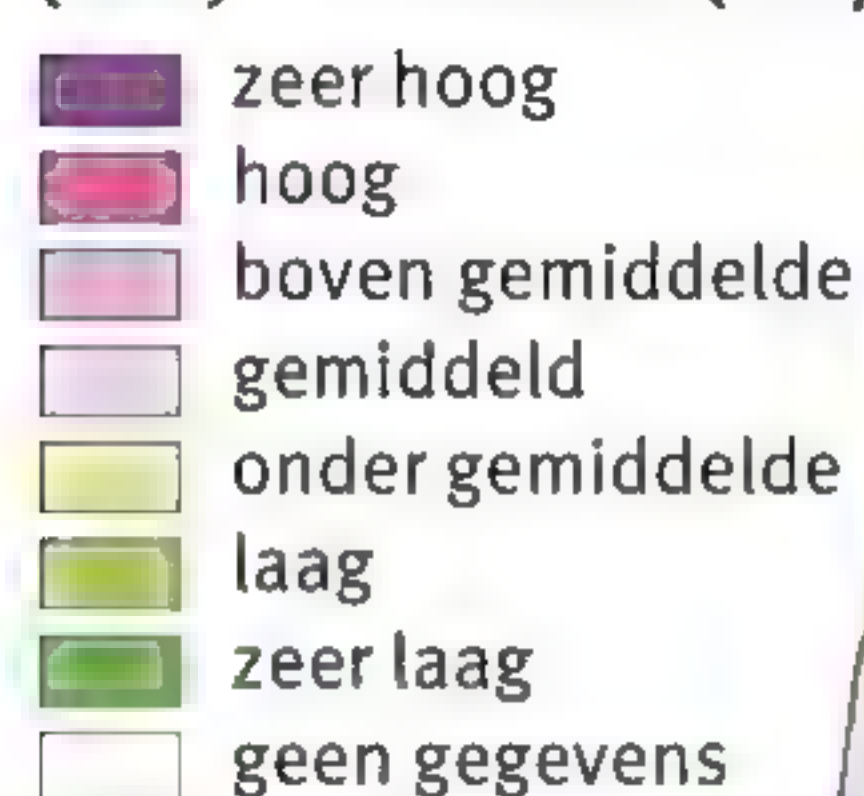 zeer hoog
hoog
boven gemiddelde
gemiddeld
onder gemiddelde
laag
zeer laag
geen gegevens